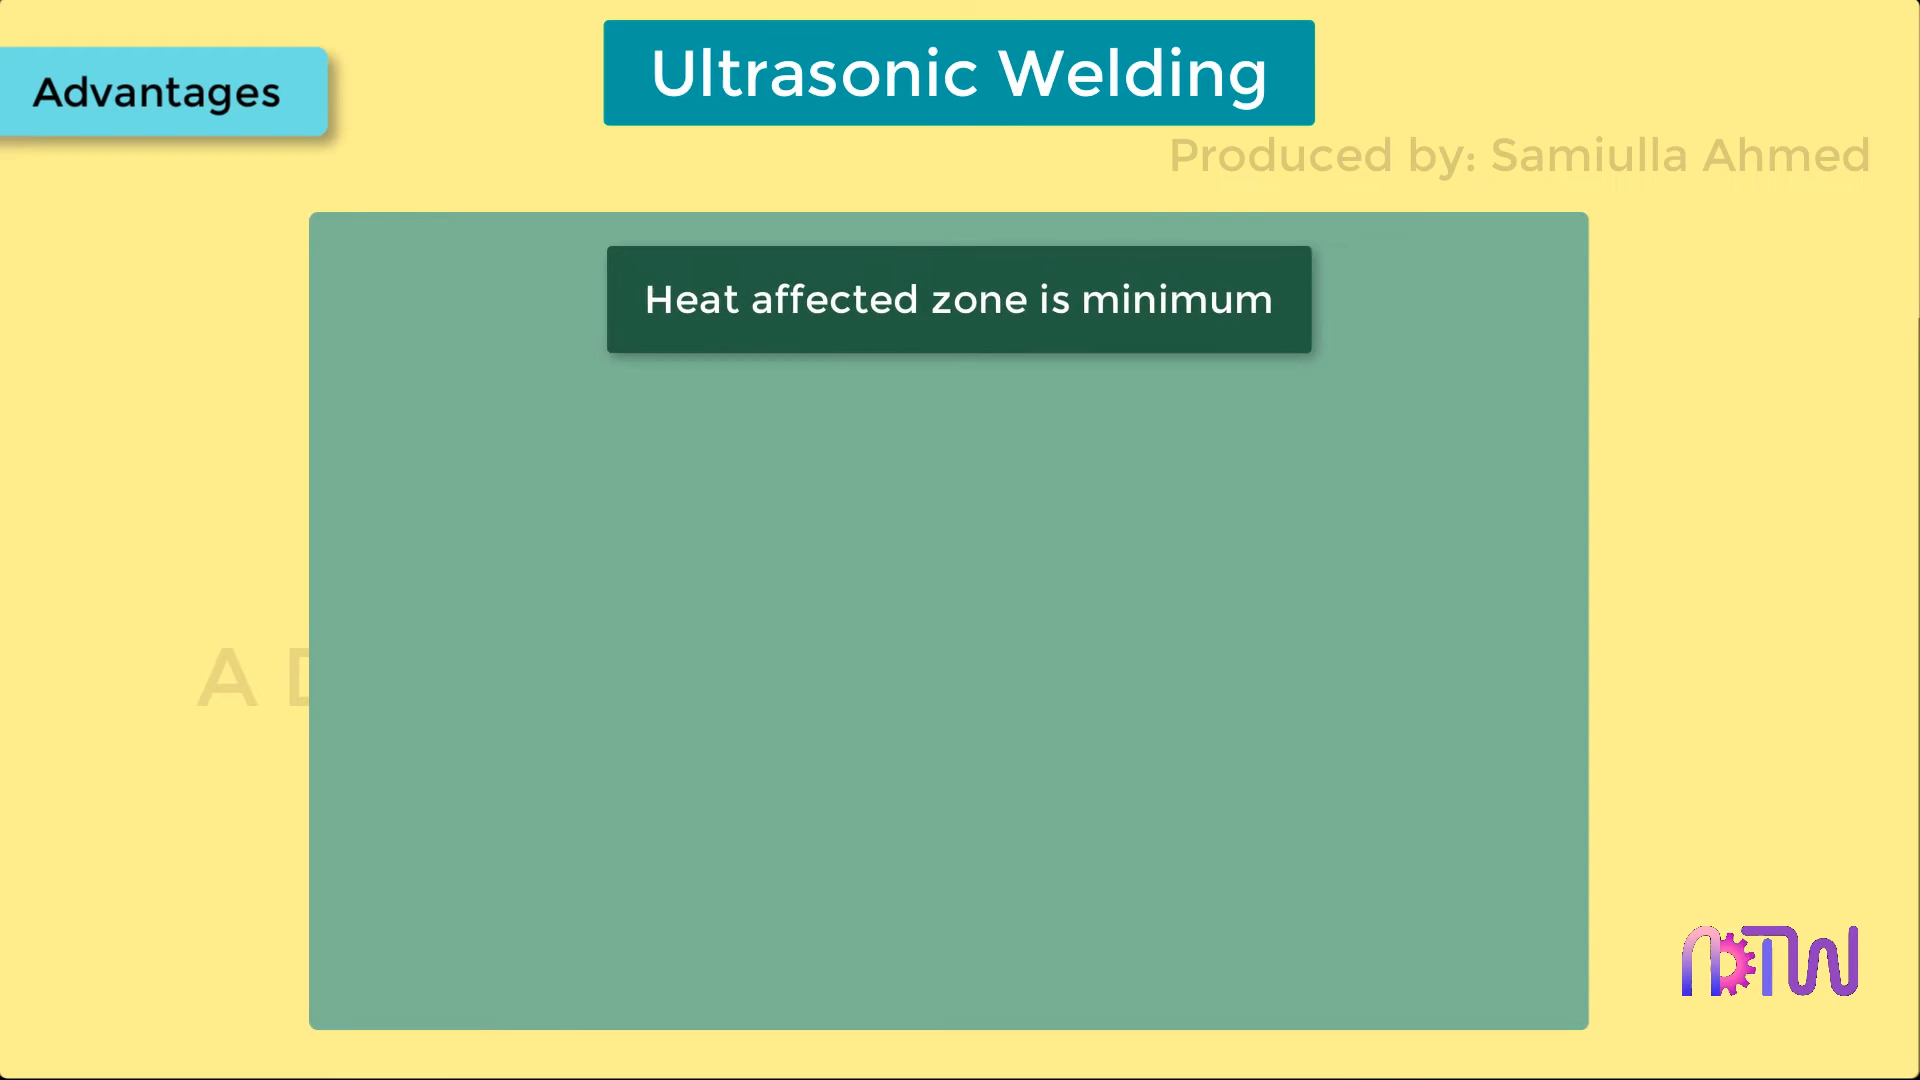 Ultrasonic Welding
Advantages
Produced by: Samiulla Ahmed
Heat affected zone is minimum
A D